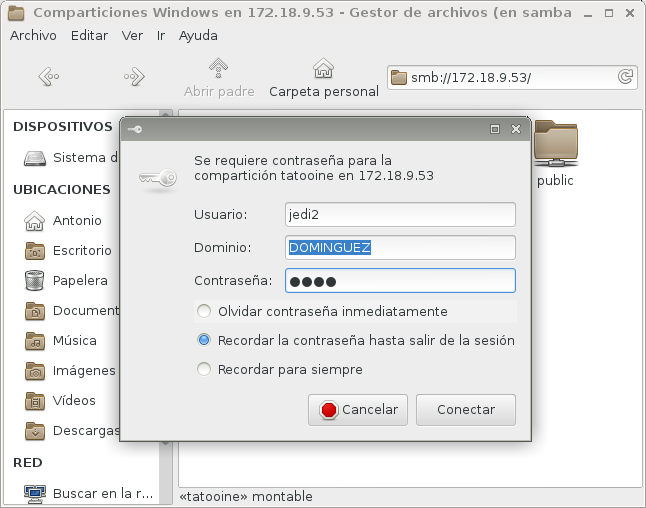 Comparticiones Windows en 172.18.9.53 - Gestor de archivos (en samba
Archivo Editar Ver Ir Ayuda
Abrir padre Carpeta personal smb://172.18.9.53/
DISPOSITIVOS
Sistema d
UBICACIONES
Antonio
Escritorio
Papelera
Document
Música
Imágenes
Vídeos
Descargas
RED
Buscar en la r...
public
Se requiere contraseña para la
compartición tatooine en 172.18.9.53
Usuario: jedi2
Dominio: DOMINGUEZ
Contraseña: ●●●●
Olvidar contraseña inmediatamente
Recordar la contraseña hasta salir de la sesión
Recordar para siempre
Cancelar Conectar
«tatooine» montable